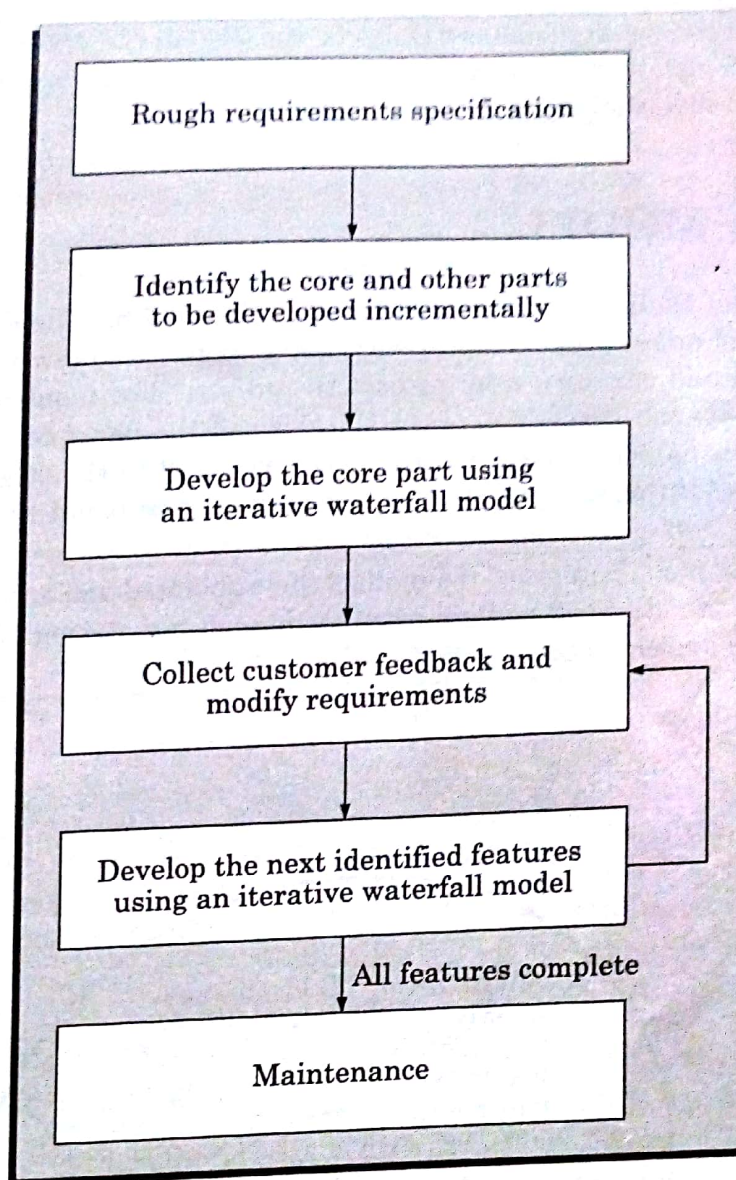 Rough requirements specification
Identify the core and other parts
to be developed incrementally
Develop the core part using
an iterative waterfall model
Collect customer feedback and
modify requirements
Develop the next identified features
using an iterative waterfall model
All features complete
Maintenance